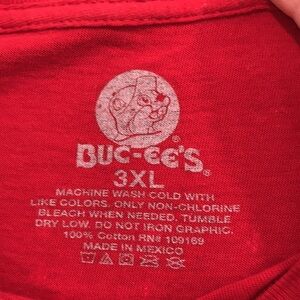 BUC-EE'S®
3XL
MACHINE WASH COLD WITH
LIKE COLORS. ONLY NON-CHLORINE
BLEACH WHEN NEEDED. TUMBLE
DRY LOW. DO NOT IRON GRAPHIC.
100% Cotton RN# 109169
MADE IN MEXICO